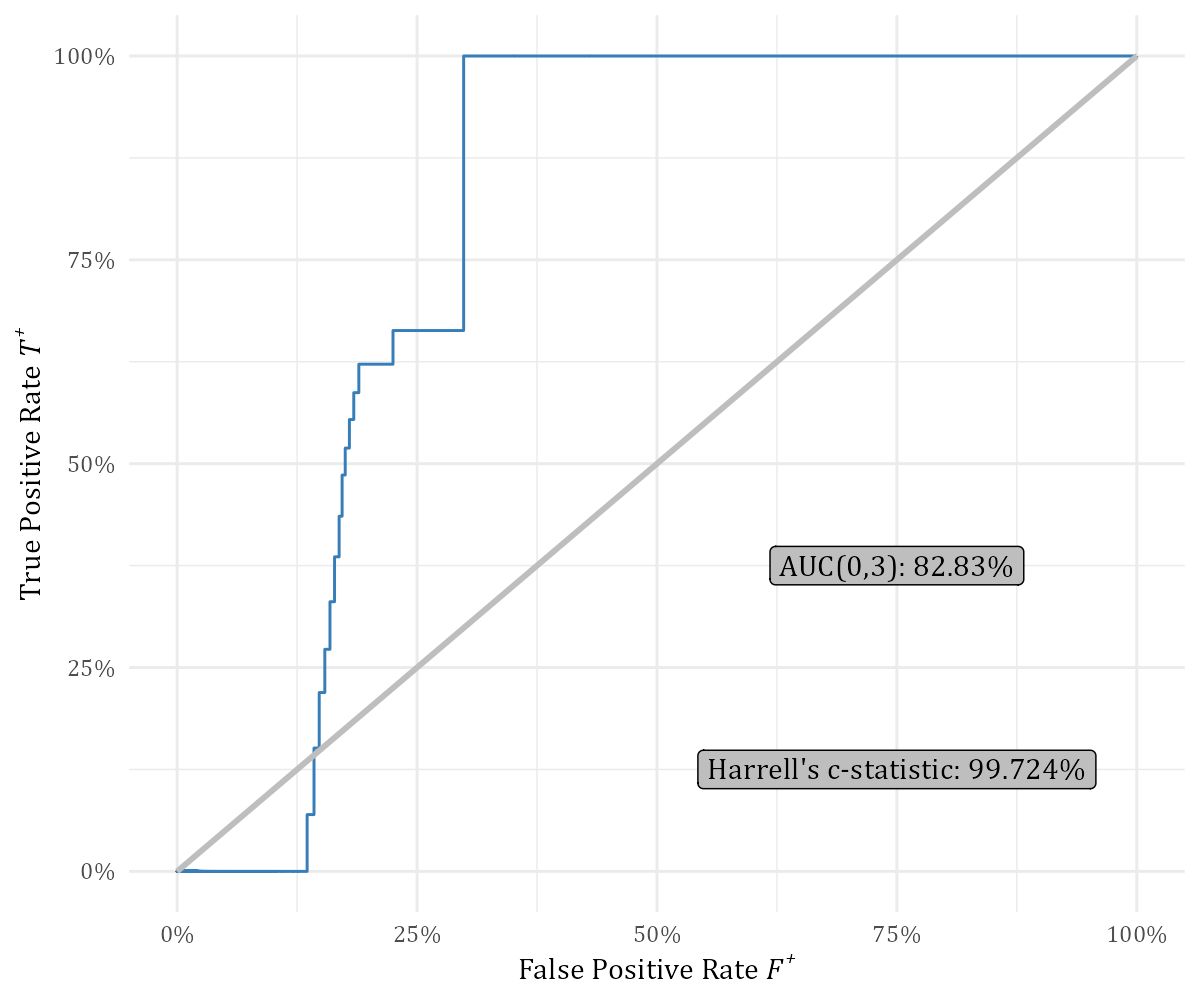 100%
75%
50%
25%
0%
True Positive Rate T⁺
AUC(0,3): 82.83%
Harrell's c-statistic: 99.724%
0% 25% 50% 75% 100%
False Positive Rate F⁺